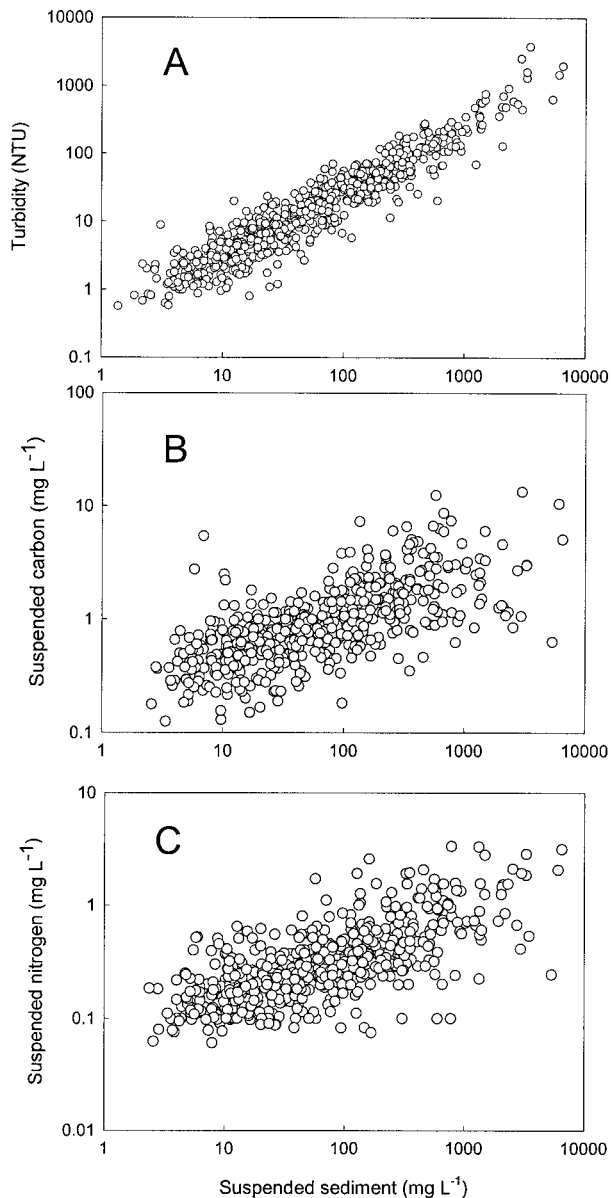 10000
1000
100
10
1
0.1
Turbidity (NTU)
A
1 10 100 1000 10000
100
10
1
0.1
Suspended carbon (mg L⁻¹)
B
1 10 100 1000 10000
10
1
0.1
0.01
Suspended nitrogen (mg L⁻¹)
C
1 10 100 1000 10000
Suspended sediment (mg L⁻¹)